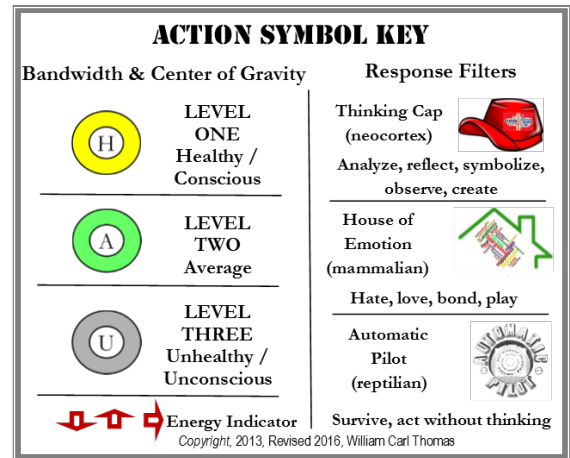 ACTION SYMBOL KEY
Bandwidth & Center of Gravity
H
LEVEL
ONE
Healthy /
Conscious
A
LEVEL
TWO
Average
U
LEVEL
THREE
Unhealthy /
Unconscious
Energy Indicator
Response Filters
Thinking Cap
(neocortex)
Analyze, reflect, symbolize,
observe, create
House of
Emotion
(mammalian)
Hate, love, bond, play
Automatic
Pilot
(reptilian)
AUTOMATIC
PILOT
Survive, act without thinking
Copyright, 2013, Revised 2016, William Carl Thomas